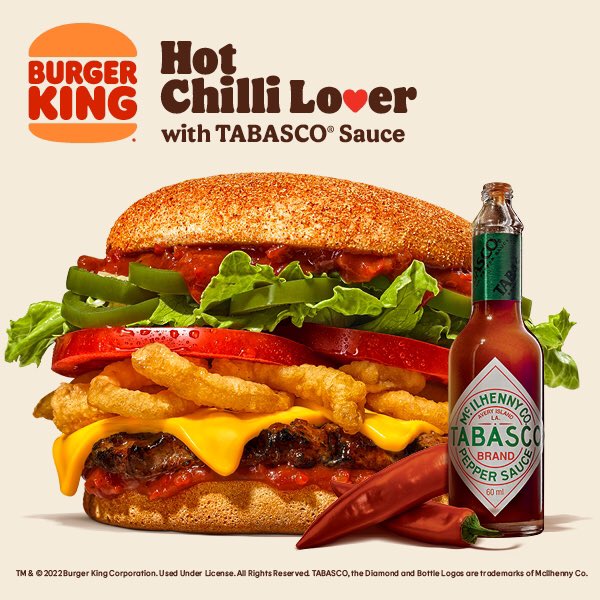 BURGER
KING
Hot
Chilli Lover
with TABASCO® Sauce
TABASCO
McILHENNY CO.
AVERY ISLAND
LA.
TABASCO
BRAND
PEPPER SAUCE
60 ml
TM & © 2022 Burger King Corporation. Used Under License. All Rights Reserved. TABASCO, the Diamond and Bottle Logos are trademarks of McIlhenny Co.